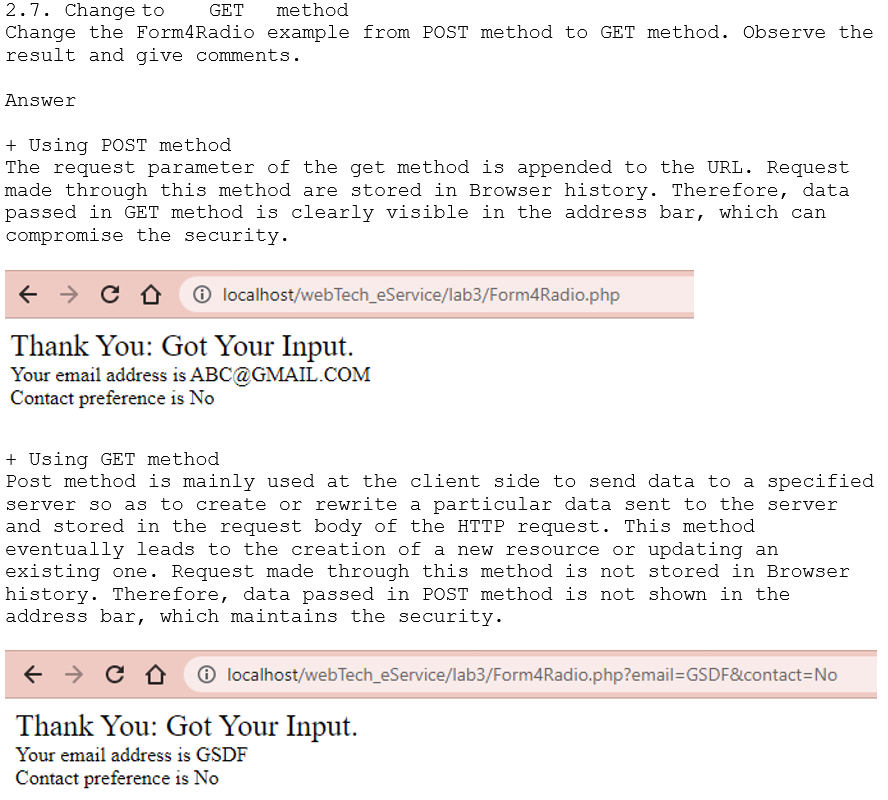 2.7. Change to GET method
Change the Form4Radio example from POST method to GET method. Observe the
result and give comments.
Answer
+ Using POST method
The request parameter of the get method is appended to the URL. Request
made through this method are stored in Browser history. Therefore, data
passed in GET method is clearly visible in the address bar, which can
compromise the security.
localhost/webTech_eService/lab3/Form4Radio.php
Thank You: Got Your Input.
Your email address is ABC@GMAIL.COM
Contact preference is No
+ Using GET method
Post method is mainly used at the client side to send data to a specified
server so as to create or rewrite a particular data sent to the server
and stored in the request body of the HTTP request. This method
eventually leads to the creation of a new resource or updating an
existing one. Request made through this method is not stored in Browser
history. Therefore, data passed in POST method is not shown in the
address bar, which maintains the security.
localhost/webTech_eService/lab3/Form4Radio.php?email=GSDF&contact=No
Thank You: Got Your Input.
Your email address is GSDF
Contact preference is No